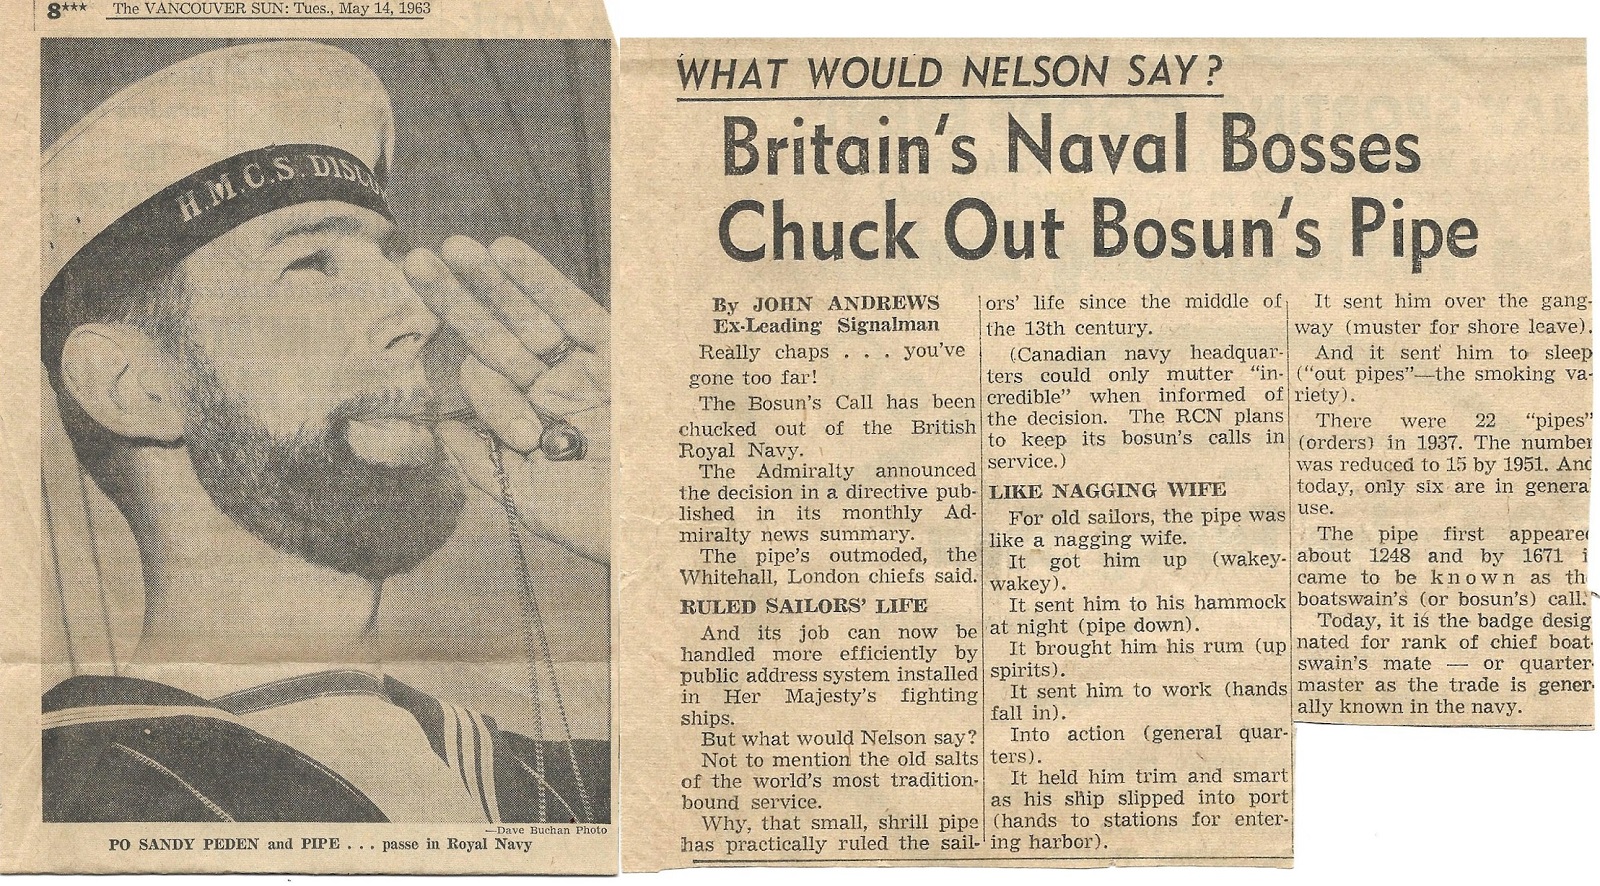 8*** The VANCOUVER SUN: Tues., May 14, 1963
H.M.C.S. DISCO
—Dave Buchan Photo
PO SANDY PEDEN and PIPE . . . passe in Royal Navy
WHAT WOULD NELSON SAY?
Britain's Naval Bosses
Chuck Out Bosun's Pipe
By JOHN ANDREWS
Ex-Leading Signalman
Really chaps . . . you've
gone too far!
The Bosun's Call has been
chucked out of the British
Royal Navy.
The Admiralty announced
the decision in a directive pub-
lished in its monthly Ad-
miralty news summary.
The pipe's outmoded, the
Whitehall, London chiefs said.
RULED SAILORS' LIFE
And its job can now be
handled more efficiently by
public address system installed
in Her Majesty's fighting
ships.
But what would Nelson say?
Not to mention the old salts
of the world's most tradition-
bound service.
Why, that small, shrill pipe
has practically ruled the sail-
ors' life since the middle of
the 13th century.
(Canadian navy headquar-
ters could only mutter "in-
credible" when informed of
the decision. The RCN plans
to keep its bosun's calls in
service.)
LIKE NAGGING WIFE
For old sailors, the pipe was
like a nagging wife.
It got him up (wakey-
wakey).
It sent him to his hammock
at night (pipe down).
It brought him his rum (up
spirits).
It sent him to work (hands
fall in).
Into action (general quar-
ters).
It held him trim and smart
as his ship slipped into port
(hands to stations for enter-
ing harbor).
It sent him over the gang-
way (muster for shore leave).
And it sent him to sleep
("out pipes"—the smoking va-
riety).
There were 22 "pipes"
(orders) in 1937. The number
was reduced to 15 by 1951. And
today, only six are in genera
use.
The pipe first appeared
about 1248 and by 1671 i
came to be known as th
boatswain's (or bosun's) call.
Today, it is the badge desig
nated for rank of chief boat-
swain's mate — or quarter-
master as the trade is gener-
ally known in the navy.